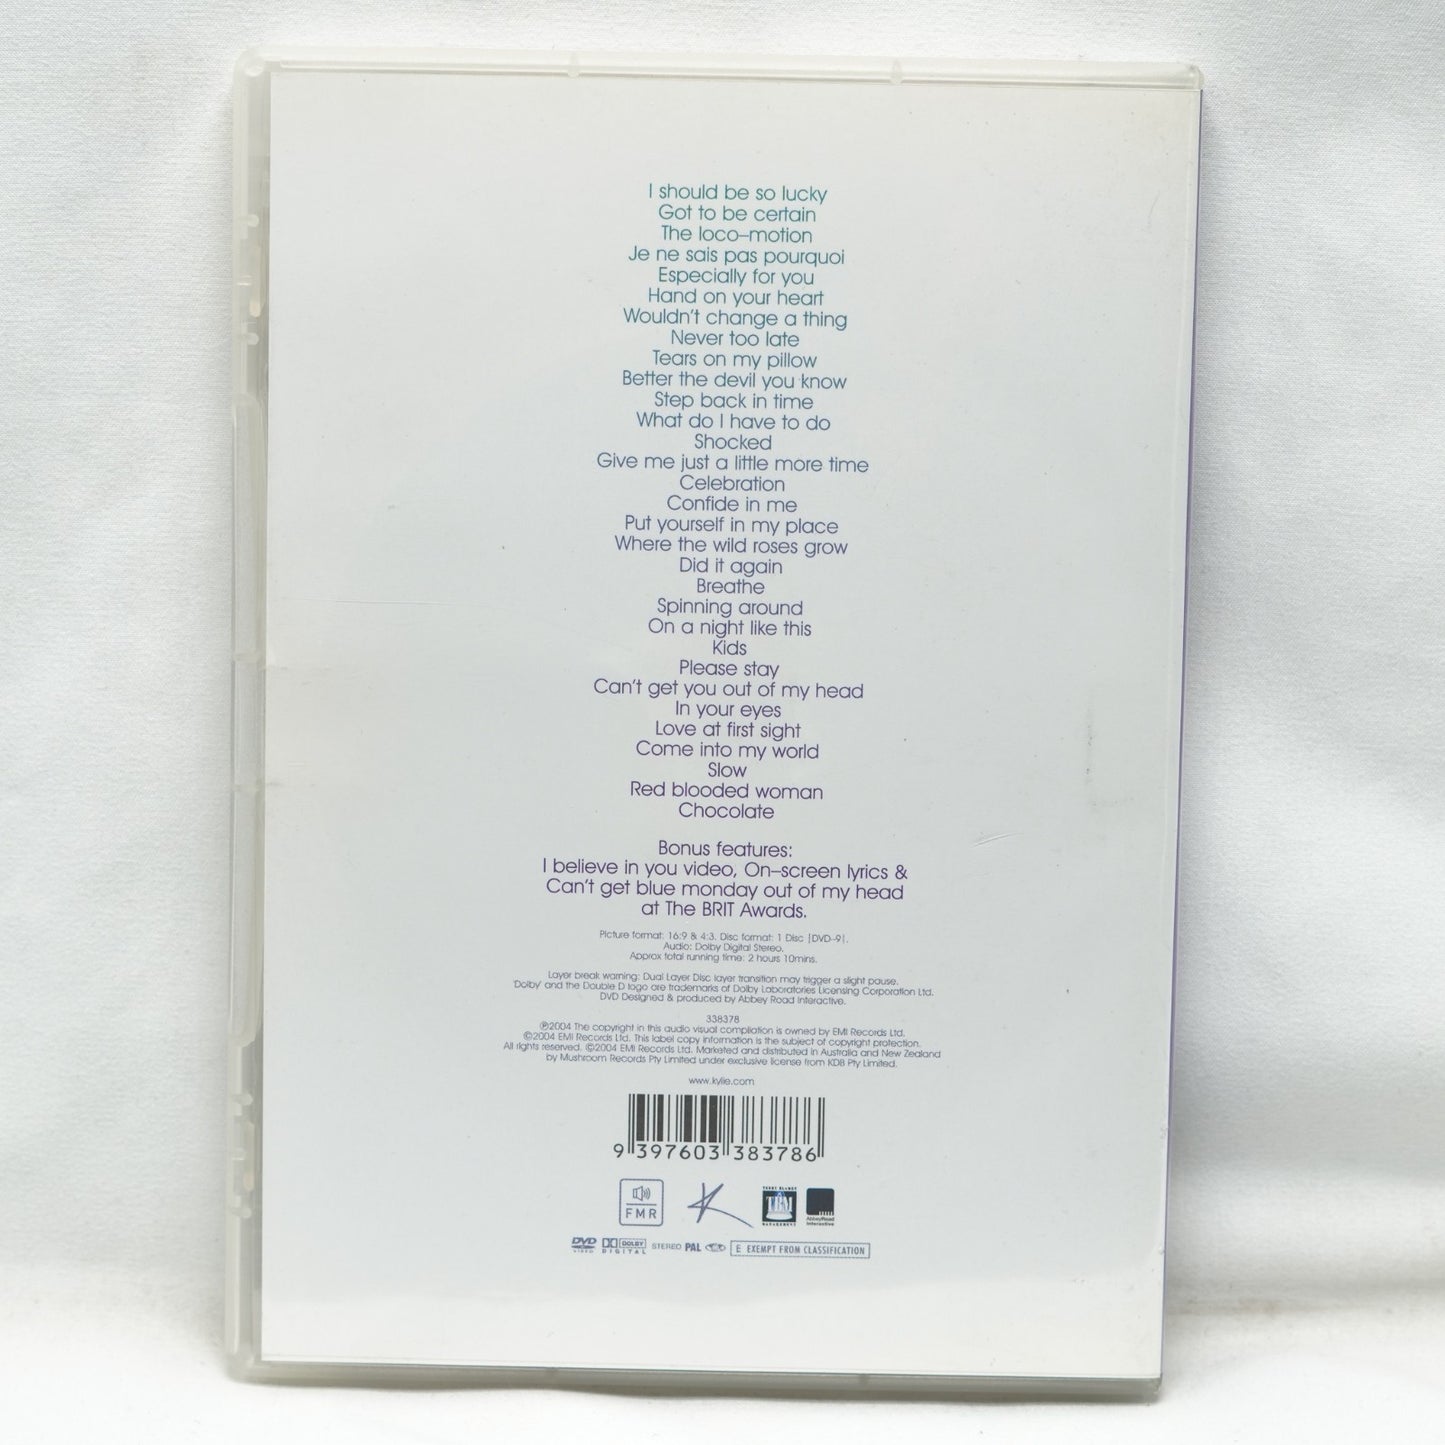 I should be so lucky
Got to be certain
The loco–motion
Je ne sais pas pourquoi
Especially for you
Hand on your heart
Wouldn't change a thing
Never too late
Tears on my pillow
Better the devil you know
Step back in time
What do I have to do
Shocked
Give me just a little more time
Celebration
Confide in me
Put yourself in my place
Where the wild roses grow
Did it again
Breathe
Spinning around
On a night like this
Kids
Please stay
Can't get you out of my head
In your eyes
Love at first sight
Come into my world
Slow
Red blooded woman
Chocolate
Bonus features:
I believe in you video, On–screen lyrics &
Can't get blue monday out of my head
at The BRIT Awards.
Picture format: 16:9 & 4:3. Disc format: 1 Disc [DVD–9].
Audio: Dolby Digital Stereo.
Approx total running time: 2 hours 10mins.
Layer break warning: Dual Layer Disc layer transition may trigger a slight pause.
'Dolby' and the Double D logo are trademarks of Dolby Laboratories Licensing Corporation Ltd.
DVD Designed & produced by Abbey Road Interactive.
338378
℗2004 The copyright in this audio visual compilation is owned by EMI Records Ltd.
©2004 EMI Records Ltd. This label copy information is the subject of copyright protection.
All rights reserved. ©2004 EMI Records Ltd. Marketed and distributed in Australia and New Zealand
by Mushroom Records Pty Limited under exclusive license from KDB Pty Limited.
www.kylie.com
9 397603 383786
FMR
K
TERRY BLAMEY
TBM
MANAGEMENT
AbbeyRoad
Interactive
DVD
VIDEO
DOLBY
DIGITAL
STEREO PAL
E EXEMPT FROM CLASSIFICATION